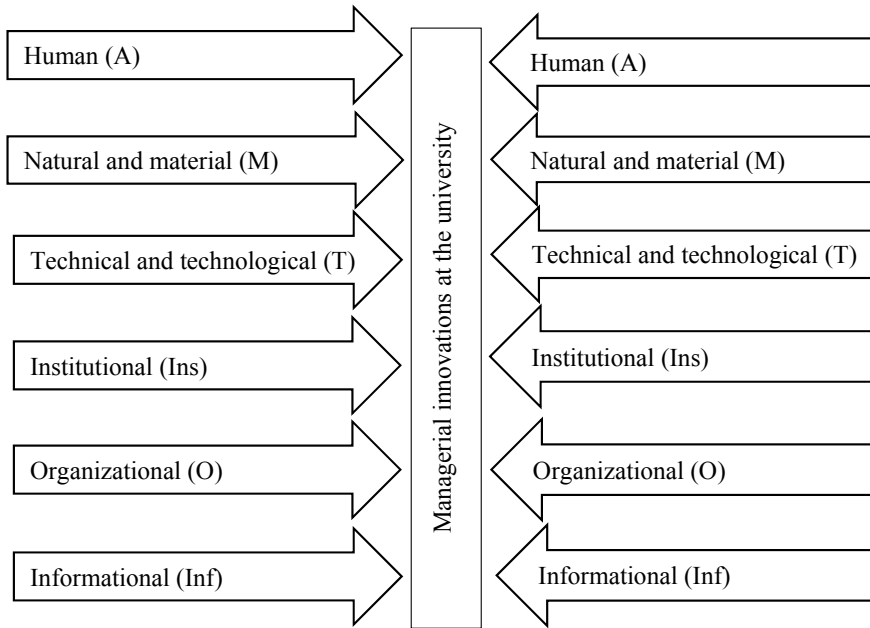 Human (A)
Natural and material (M)
Technical and technological (T)
Institutional (Ins)
Organizational (O)
Informational (Inf)
Managerial innovations at the university
Human (A)
Natural and material (M)
Technical and technological (T)
Institutional (Ins)
Organizational (O)
Informational (Inf)